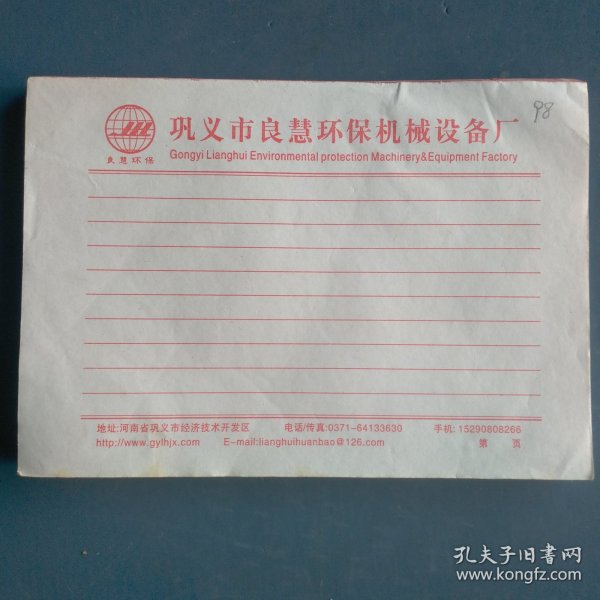 98
巩义市良慧环保机械设备厂
Gongyi Lianghui Environmental protection Machinery&Equipment Factory
良慧环保
地址:河南省巩义市经济技术开发区 电话/传真:0371-64133630 手机:15290808266
http://www.gylhjx.com E-mail:lianghuihuanbao@126.com 第 页
孔夫子旧书网
www.kongfz.com